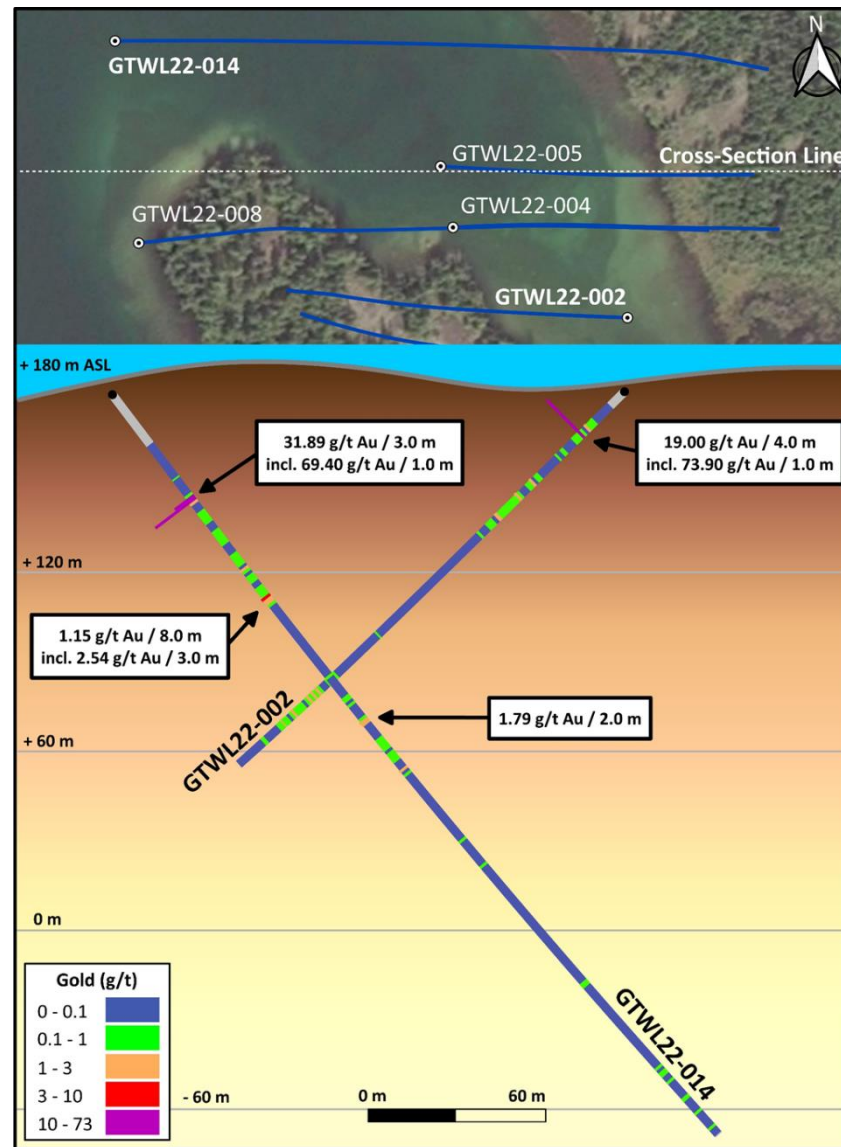 N
GTWL22-014
GTWL22-005
Cross-Section Line
GTWL22-008
GTWL22-004
GTWL22-002
+ 180 m ASL
31.89 g/t Au / 3.0 m
incl. 69.40 g/t Au / 1.0 m
19.00 g/t Au / 4.0 m
incl. 73.90 g/t Au / 1.0 m
+ 120 m
1.15 g/t Au / 8.0 m
incl. 2.54 g/t Au / 3.0 m
GTWL22-002
1.79 g/t Au / 2.0 m
+ 60 m
0 m
GTWL22-014
Gold (g/t)
0 - 0.1
0.1 - 1
1 - 3
3 - 10
10 - 73
- 60 m
0 m
60 m